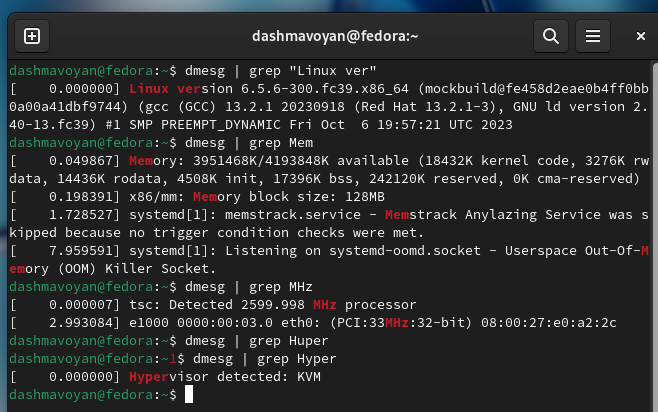 dashmavoyan@fedora:~
dashmavoyan@fedora:~$ dmesg | grep "Linux ver"
[    0.000000] Linux version 6.5.6-300.fc39.x86_64 (mockbuild@fe458d2eae0b4ff0bb
0a00a41dbf9744) (gcc (GCC) 13.2.1 20230918 (Red Hat 13.2.1-3), GNU ld version 2.
40-13.fc39) #1 SMP PREEMPT_DYNAMIC Fri Oct  6 19:57:21 UTC 2023
dashmavoyan@fedora:~$ dmesg | grep Mem
[    0.049867] Memory: 3951468K/4193848K available (18432K kernel code, 3276K rw
data, 14436K rodata, 4508K init, 17396K bss, 242120K reserved, 0K cma-reserved)
[    0.198391] x86/mm: Memory block size: 128MB
[    1.728527] systemd[1]: memstrack.service - Memstrack Anylazing Service was s
kipped because no trigger condition checks were met.
[    7.959591] systemd[1]: Listening on systemd-oomd.socket - Userspace Out-Of-M
emory (OOM) Killer Socket.
dashmavoyan@fedora:~$ dmesg | grep MHz
[    0.000007] tsc: Detected 2599.998 MHz processor
[    2.993084] e1000 0000:00:03.0 eth0: (PCI:33MHz:32-bit) 08:00:27:e0:a2:2c
dashmavoyan@fedora:~$ dmesg | grep Huper
dashmavoyan@fedora:~1$ dmesg | grep Hyper
[    0.000000] Hypervisor detected: KVM
dashmavoyan@fedora:~$